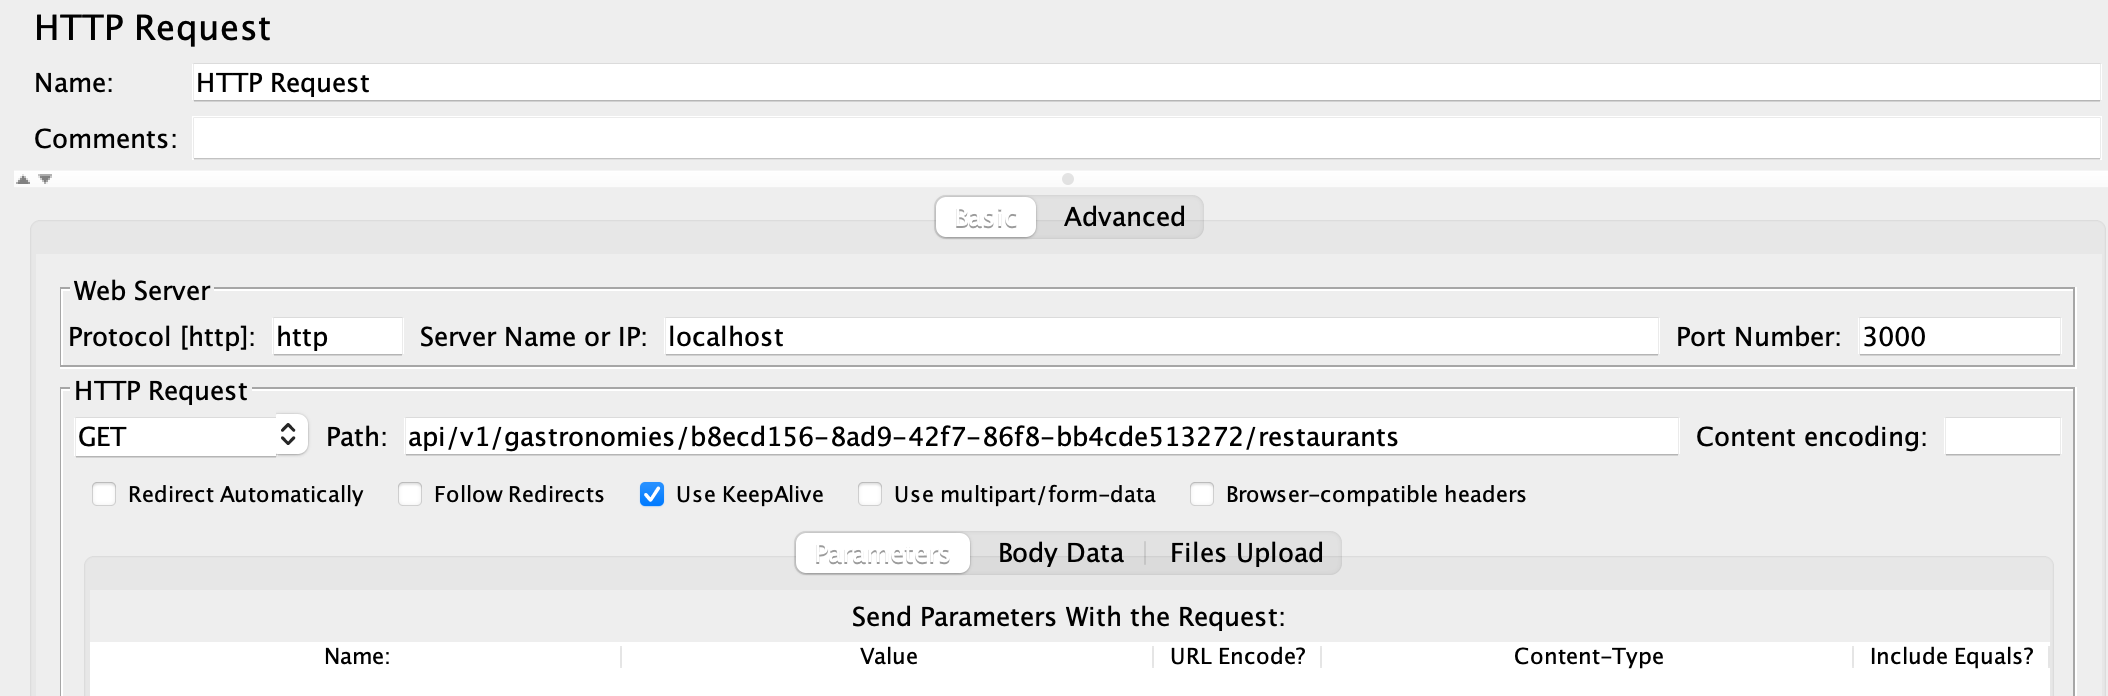 HTTP Request
Name: HTTP Request
Comments:
Basic Advanced
Web Server
Protocol [http]: http Server Name or IP: localhost Port Number: 3000
HTTP Request
GET Path: api/v1/gastronomies/b8ecd156-8ad9-42f7-86f8-bb4cde513272/restaurants Content encoding:
Redirect Automatically Follow Redirects Use KeepAlive Use multipart/form-data Browser-compatible headers
Parameters Body Data Files Upload
Send Parameters With the Request:
Name: Value URL Encode? Content-Type Include Equals?